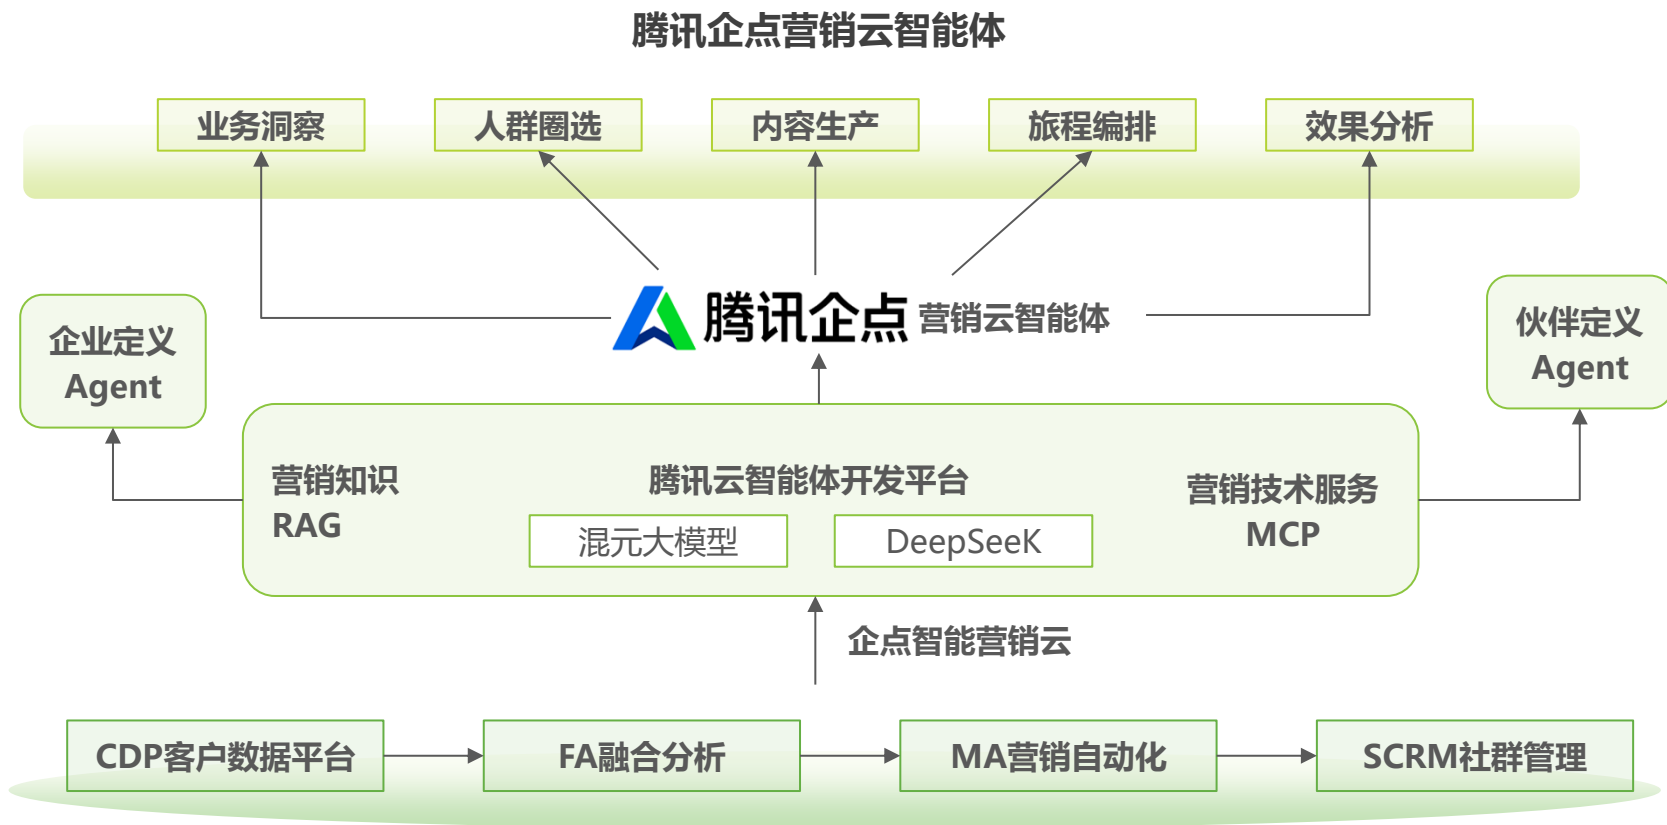 腾讯企点营销云智能体
业务洞察
人群圈选
内容生产
旅程编排
效果分析
腾讯企点 营销云智能体
企业定义
Agent
伙伴定义
Agent
营销知识
RAG
腾讯云智能体开发平台
混元大模型
DeepSeeK
营销技术服务
MCP
企点智能营销云
CDP客户数据平台
FA融合分析
MA营销自动化
SCRM社群管理